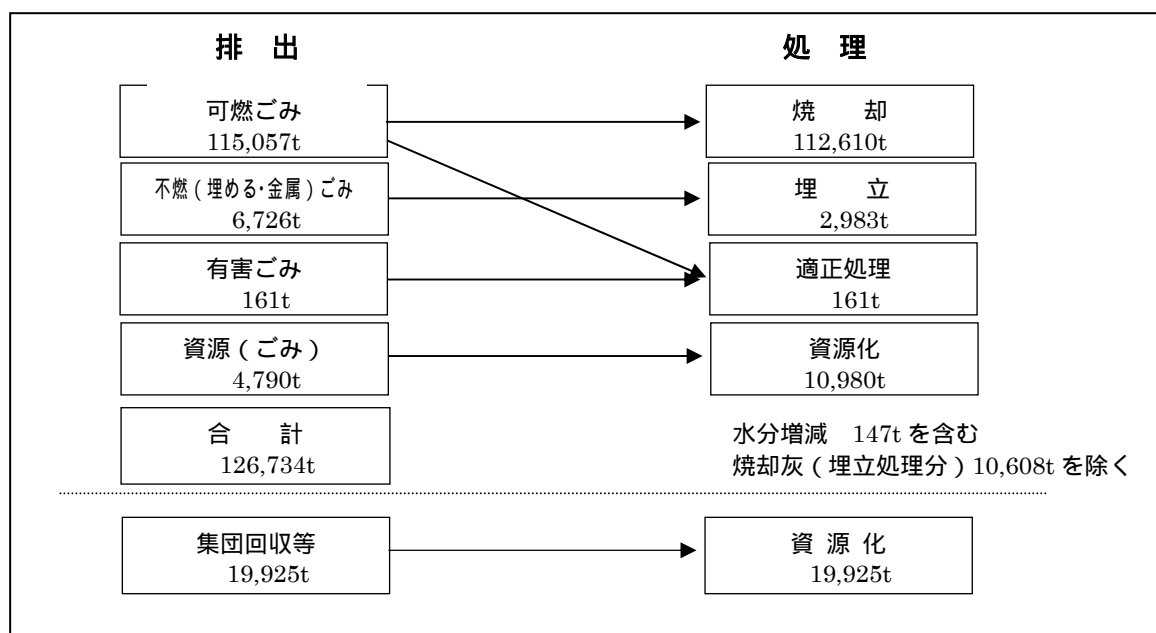 排 出
処 理
可燃ごみ
115,057t
焼 却
112,610t
不燃(埋める・金属)ごみ
6,726t
埋 立
2,983t
有害ごみ
161t
適正処理
161t
資源(ごみ)
4,790t
資源化
10,980t
合 計
126,734t
水分増減 147t を含む
焼却灰(埋立処理分)10,608t を除く
集団回収等
19,925t
資 源 化
19,925t